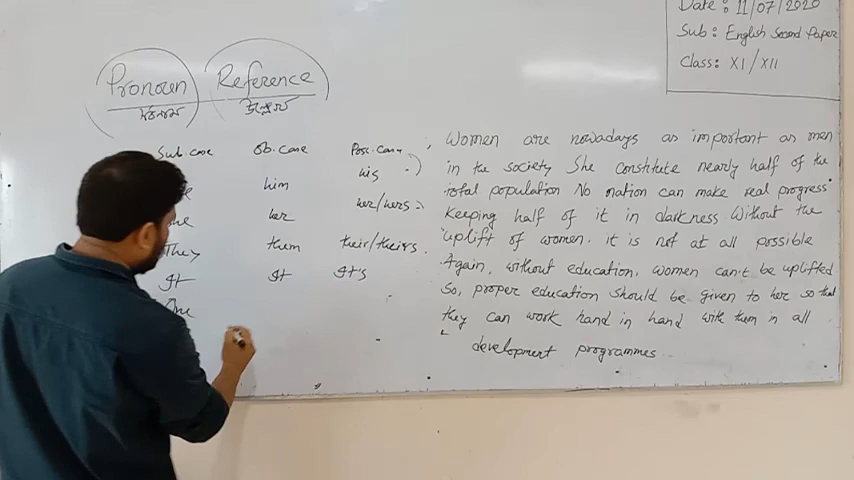 Date: 11/07/2020
Sub: English Second Paper
Class: XI/XII
Pronoun Reference
Sub case ob. case Poss. case
him his
her her/hers
They them their/theirs
It It It's
One
Women are nowadays as important as men
in the society She constitute nearly half of the
total population No nation can make real progress
keeping half of it in darkness Without the
uplift of women. it is not at all possible
Again, without education, women can't be uplifted
So, proper education should be given to her so that
they can work hand in hand with them in all
development programmes